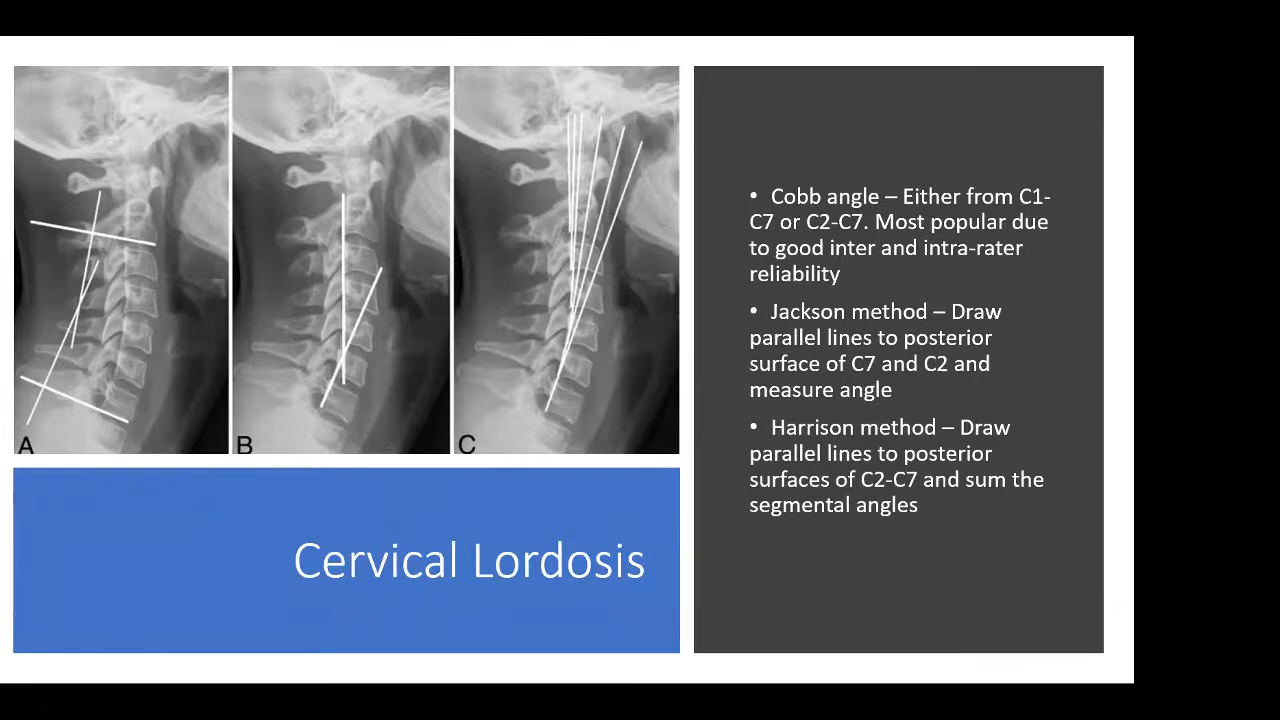 A
B
C
Cervical Lordosis
• Cobb angle – Either from C1-
C7 or C2-C7. Most popular due
to good inter and intra-rater
reliability
• Jackson method – Draw
parallel lines to posterior
surface of C7 and C2 and
measure angle
• Harrison method – Draw
parallel lines to posterior
surfaces of C2-C7 and sum the
segmental angles